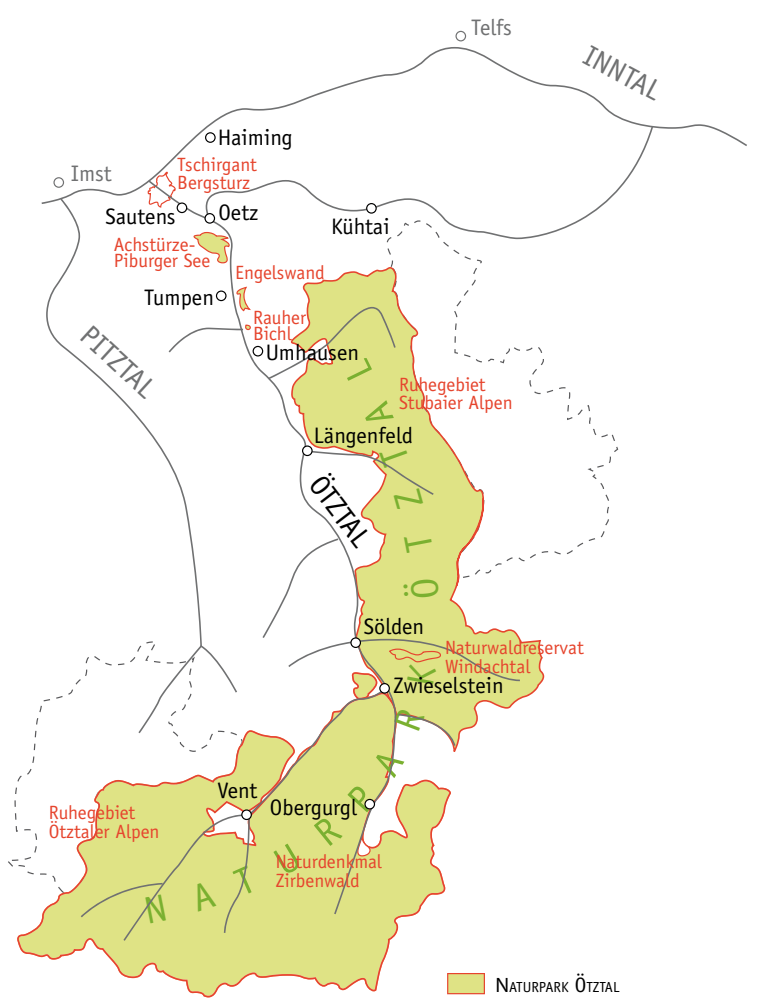 Telfs
INNTAL
Haiming
Imst
Tschirgant
Bergsturz
Sautens
Oetz
Kühtai
Achstürze-
Piburger See
Engelswand
Tumpen
Rauher
Bichl
Umhausen
PITZTAL
Ruhegebiet
Stubaier Alpen
Längenfeld
ÖTZTAL
Sölden
Naturwaldreservat
Windachtal
Zwieselstein
Vent
Obergurgl
Ruhegebiet
Ötztaler Alpen
Naturdenkmal
Zirbenwald
NATURPARK ÖTZTAL
NATURPARK ÖTZTAL